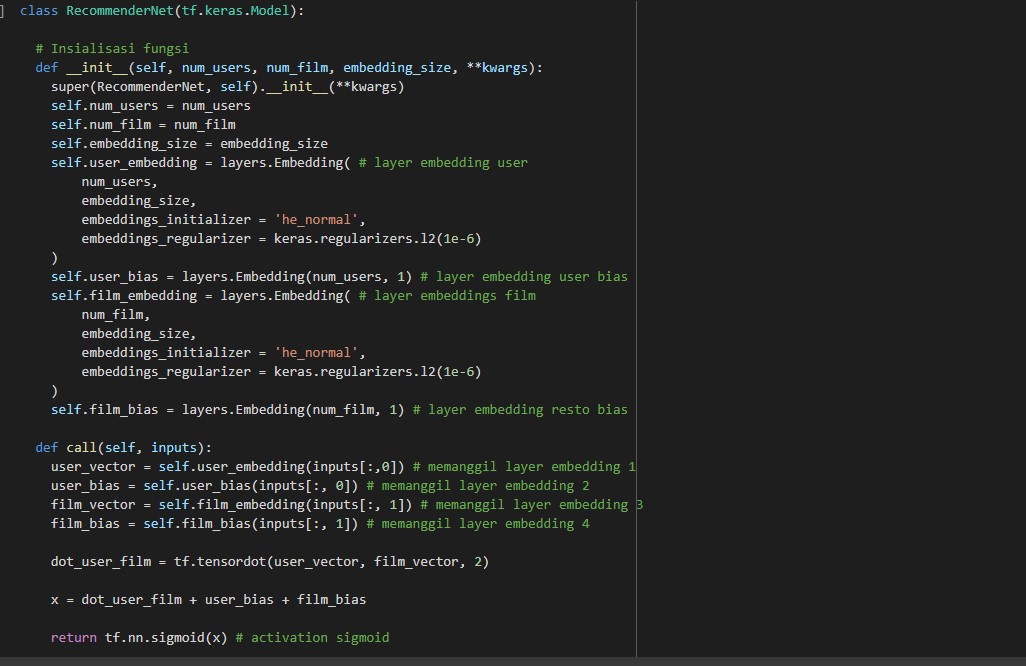 ] class RecommenderNet(tf.keras.Model):
# Insialisasi fungsi
def __init__(self, num_users, num_film, embedding_size, **kwargs):
super(RecommenderNet, self).__init__(**kwargs)
self.num_users = num_users
self.num_film = num_film
self.embedding_size = embedding_size
self.user_embedding = layers.Embedding( # layer embedding user
num_users,
embedding_size,
embeddings_initializer = 'he_normal',
embeddings_regularizer = keras.regularizers.l2(1e-6)
)
self.user_bias = layers.Embedding(num_users, 1) # layer embedding user bias
self.film_embedding = layers.Embedding( # layer embeddings film
num_film,
embedding_size,
embeddings_initializer = 'he_normal',
embeddings_regularizer = keras.regularizers.l2(1e-6)
)
self.film_bias = layers.Embedding(num_film, 1) # layer embedding resto bias
def call(self, inputs):
user_vector = self.user_embedding(inputs[:,0]) # memanggil layer embedding 1
user_bias = self.user_bias(inputs[:, 0]) # memanggil layer embedding 2
film_vector = self.film_embedding(inputs[:, 1]) # memanggil layer embedding 3
film_bias = self.film_bias(inputs[:, 1]) # memanggil layer embedding 4
dot_user_film = tf.tensordot(user_vector, film_vector, 2)
x = dot_user_film + user_bias + film_bias
return tf.nn.sigmoid(x) # activation sigmoid